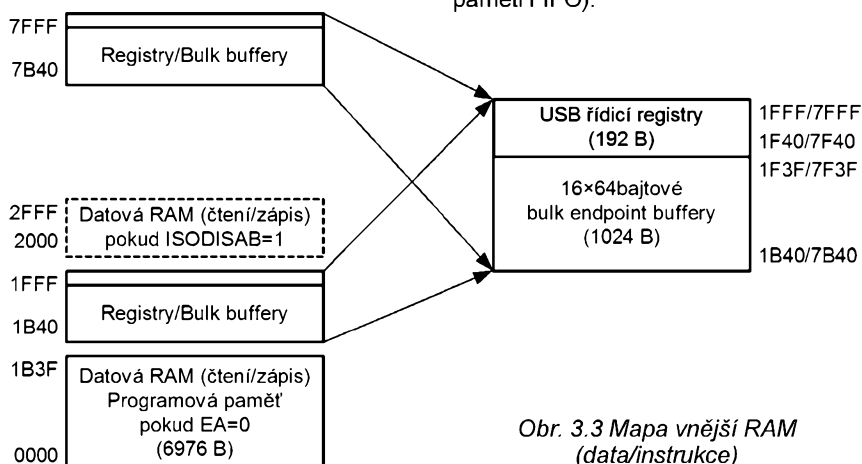 paměti FIFO).
7FFF
Registry/Bulk buffery
7B40
USB řídicí registry
(192 B)
1FFF/7FFF
1F40/7F40
1F3F/7F3F
16×64bajtové
bulk endpoint buffery
(1024 B)
1B40/7B40
2FFF
2000
Datová RAM (čtení/zápis)
pokud ISODISAB=1
1FFF
Registry/Bulk buffery
1B40
1B3F
Datová RAM (čtení/zápis)
Programová paměť
pokud EA=0
(6976 B)
0000
Obr. 3.3 Mapa vnější RAM
(data/instrukce)